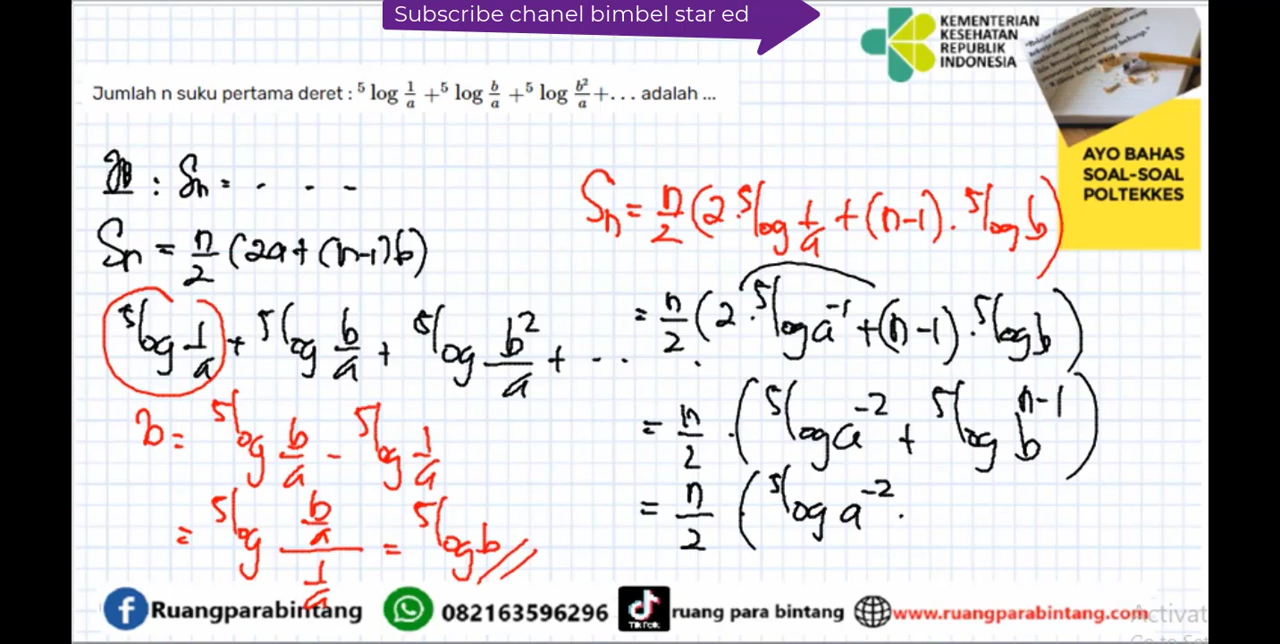 Subscribe chanel bimbel star ed
KEMENTERIAN
KESEHATAN
REPUBLIK
INDONESIA
Jumlah n suku pertama deret : ⁵log 1/a + ⁵log b/a + ⁵log b²/a + . . . adalah ...
AYO BAHAS
SOAL-SOAL
POLTEKKES
: Sn = . . .
Sn = n/2 (2a + (n-1)b)
⁵log 1/a + ⁵log b/a + ⁵log b²/a + ...
b = ⁵log b/a - ⁵log 1/a
= ⁵log (b/a)/(1/a) = ⁵log b //
Sn = n/2 (2 . ⁵log 1/a + (n-1) . ⁵log b)
= n/2 (2 . ⁵log a⁻¹ + (n-1) . ⁵log b)
= n/2 . (⁵log a⁻² + ⁵log bⁿ⁻¹)
= n/2 (⁵log a⁻² .
Ruangparabintang
082163596296
TikTok
ruang para bintang
www.ruangparabintang.com
Activat